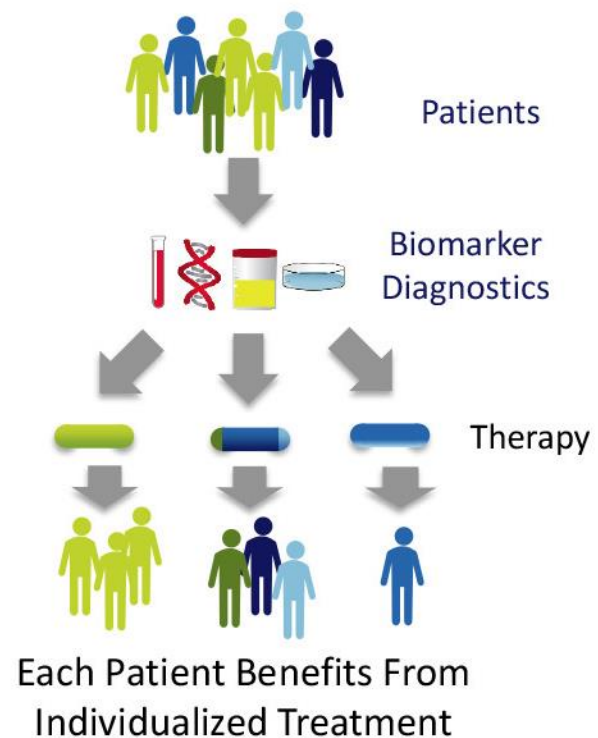 Patients
Biomarker
Diagnostics
Therapy
Each Patient Benefits From
Individualized Treatment